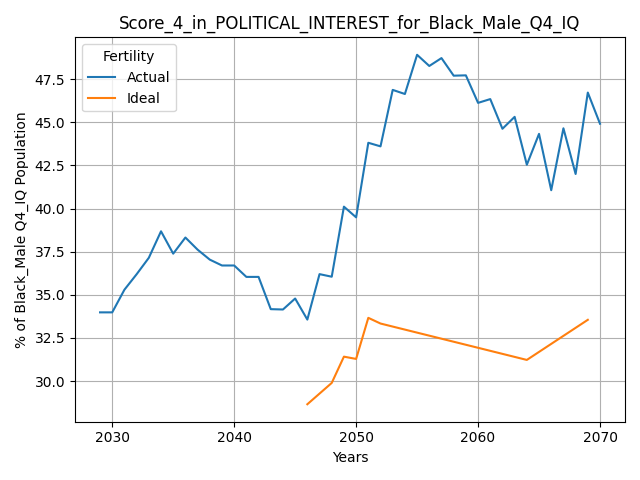 Score_4_in_POLITICAL_INTEREST_for_Black_Male_Q4_IQ
Fertility
Actual
Ideal
% of Black_Male Q4_IQ Population
47.5
45.0
42.5
40.0
37.5
35.0
32.5
30.0
2030 2040 2050 2060 2070
Years